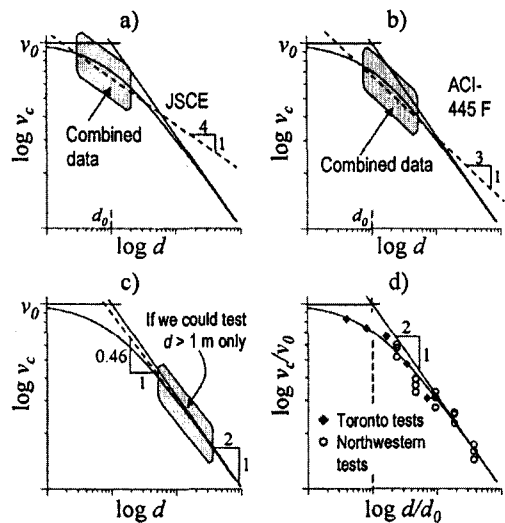 a)
v0
log vc
JSCE
Combined
data
4
1
d0
log d
b)
v0
log vc
ACI-
445 F
Combined data
3
1
d0
log d
c)
v0
log vc
If we could test
d > 1 m only
0.46
1
2
1
log d
d)
log vc/v0
2
1
Toronto tests
Northwestern
tests
log d/d0